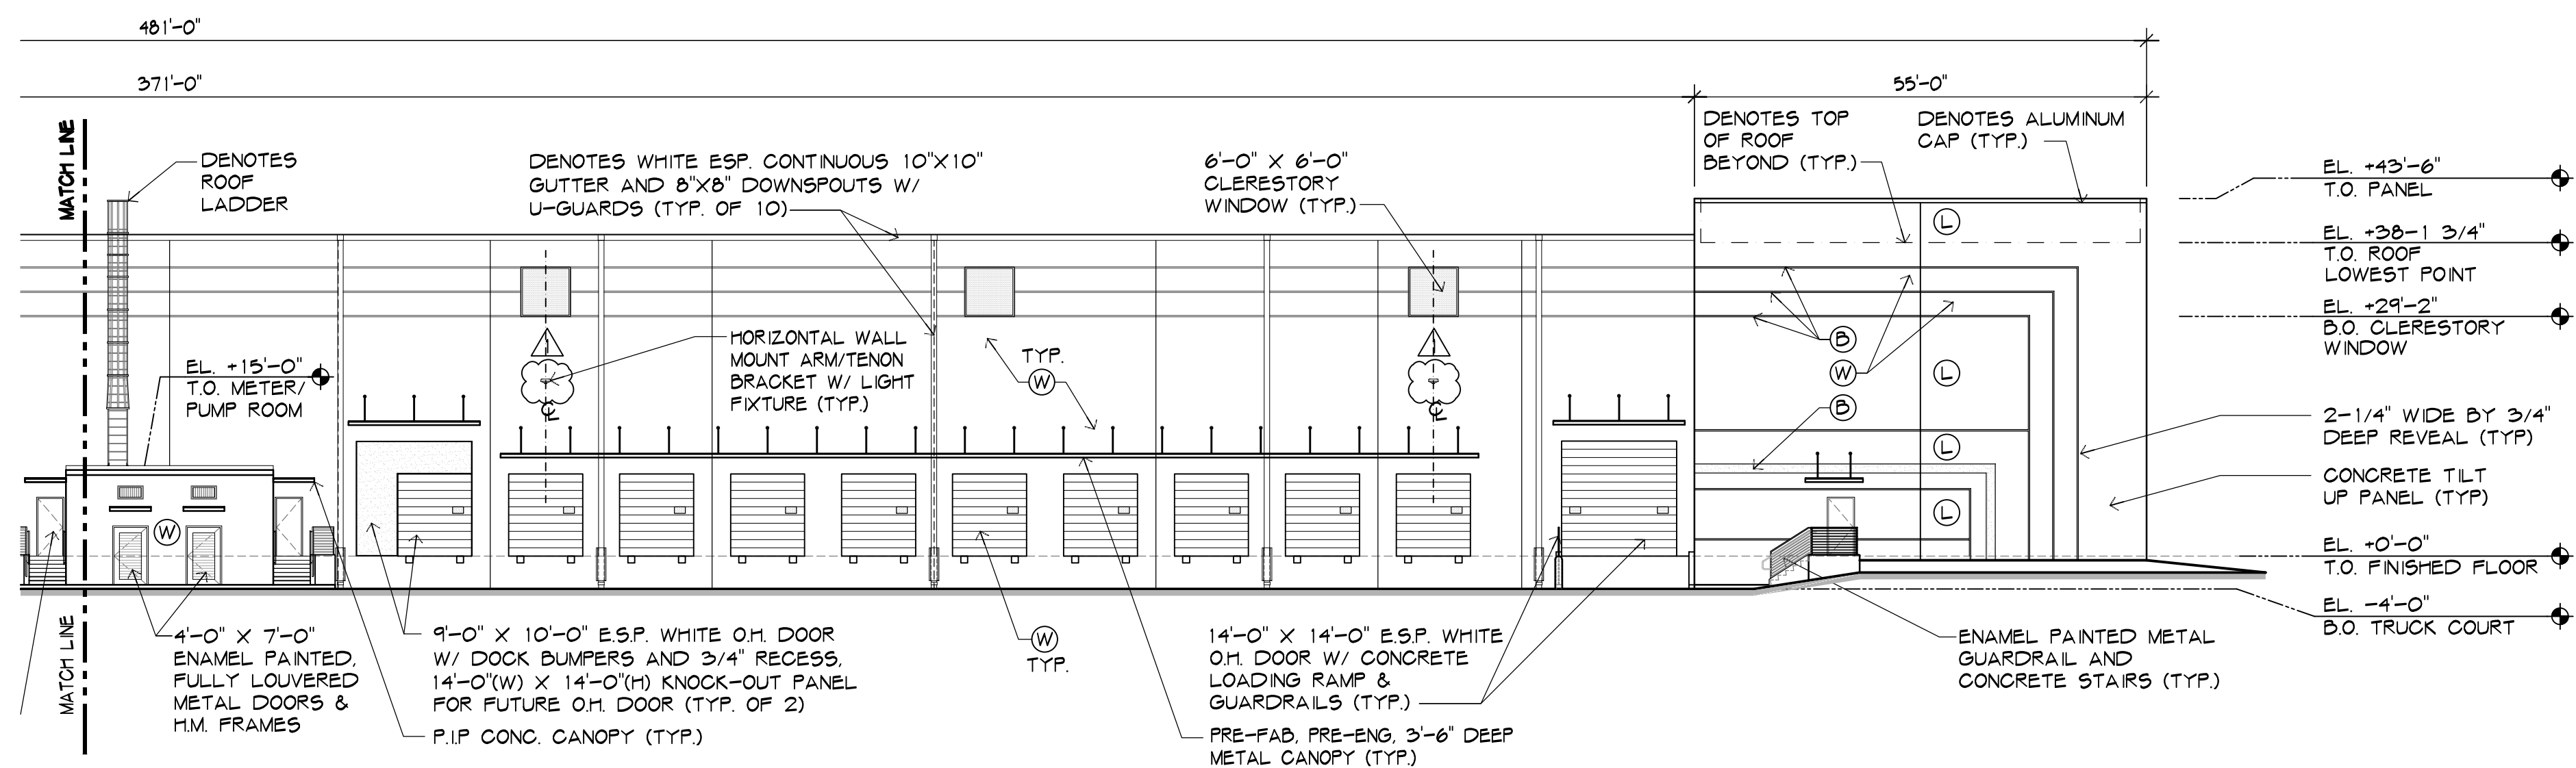 481'-0"
371'-0"
55'-0"
MATCH LINE
DENOTES
ROOF
LADDER
DENOTES WHITE ESP. CONTINUOUS 10"X10"
GUTTER AND 8"X8" DOWNSPOUTS W/
U-GUARDS (TYP. OF 10)
6'-0" X 6'-0"
CLERESTORY
WINDOW (TYP.)
DENOTES TOP
OF ROOF
BEYOND (TYP.)
DENOTES ALUMINUM
CAP (TYP.)
EL. +43'-6"
T.O. PANEL
EL. +38-1 3/4"
T.O. ROOF
LOWEST POINT
EL. +29'-2"
B.O. CLERESTORY
WINDOW
L
HORIZONTAL WALL
MOUNT ARM/TENON
BRACKET W/ LIGHT
FIXTURE (TYP.)
1
1
TYP.
W
B
W
B
L
L
L
EL. +15'-0"
T.O. METER/
PUMP ROOM
℄
℄
W
2-1/4" WIDE BY 3/4"
DEEP REVEAL (TYP)
CONCRETE TILT
UP PANEL (TYP)
EL. +0'-0"
T.O. FINISHED FLOOR
EL. -4'-0"
B.O. TRUCK COURT
MATCH LINE
4'-0" X 7'-0"
ENAMEL PAINTED,
FULLY LOUVERED
METAL DOORS &
H.M. FRAMES
9'-0" X 10'-0" E.S.P. WHITE O.H. DOOR
W/ DOCK BUMPERS AND 3/4" RECESS,
14'-0"(W) X 14'-0"(H) KNOCK-OUT PANEL
FOR FUTURE O.H. DOOR (TYP. OF 2)
P.I.P CONC. CANOPY (TYP.)
W
TYP.
14'-0" X 14'-0" E.S.P. WHITE
O.H. DOOR W/ CONCRETE
LOADING RAMP &
GUARDRAILS (TYP.)
PRE-FAB, PRE-ENG, 3'-6" DEEP
METAL CANOPY (TYP.)
ENAMEL PAINTED METAL
GUARDRAIL AND
CONCRETE STAIRS (TYP.)